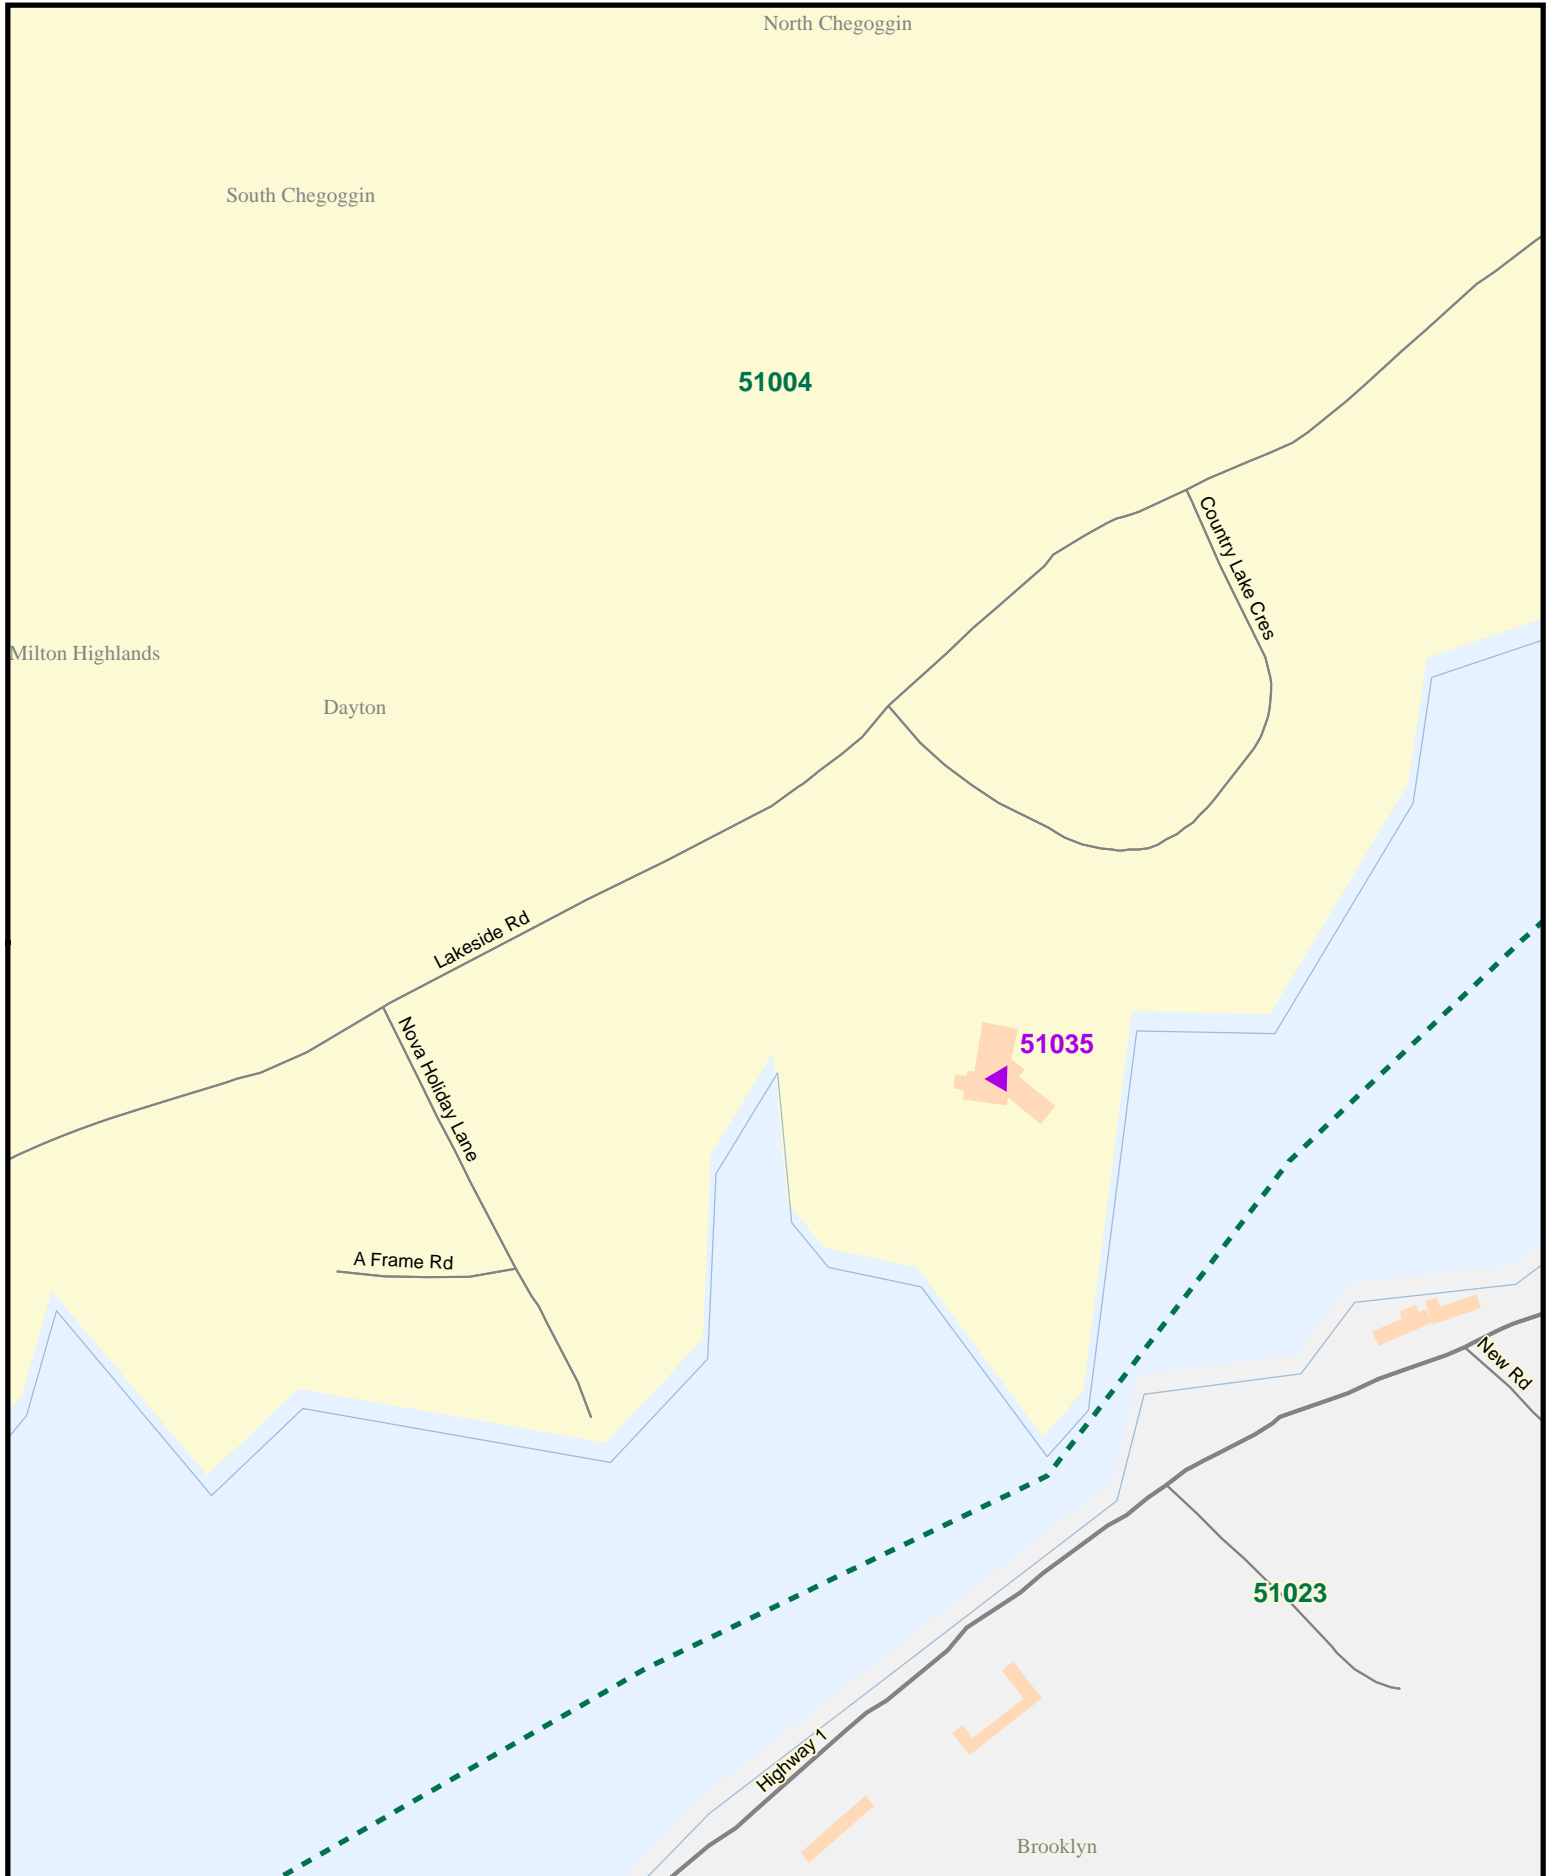 North Chegoggin
South Chegoggin
51004
Country Lake Cres
Milton Highlands
Dayton
Lakeside Rd
Nova Holiday Lane
51035
A Frame Rd
New Rd
51023
Highway 1
Brooklyn